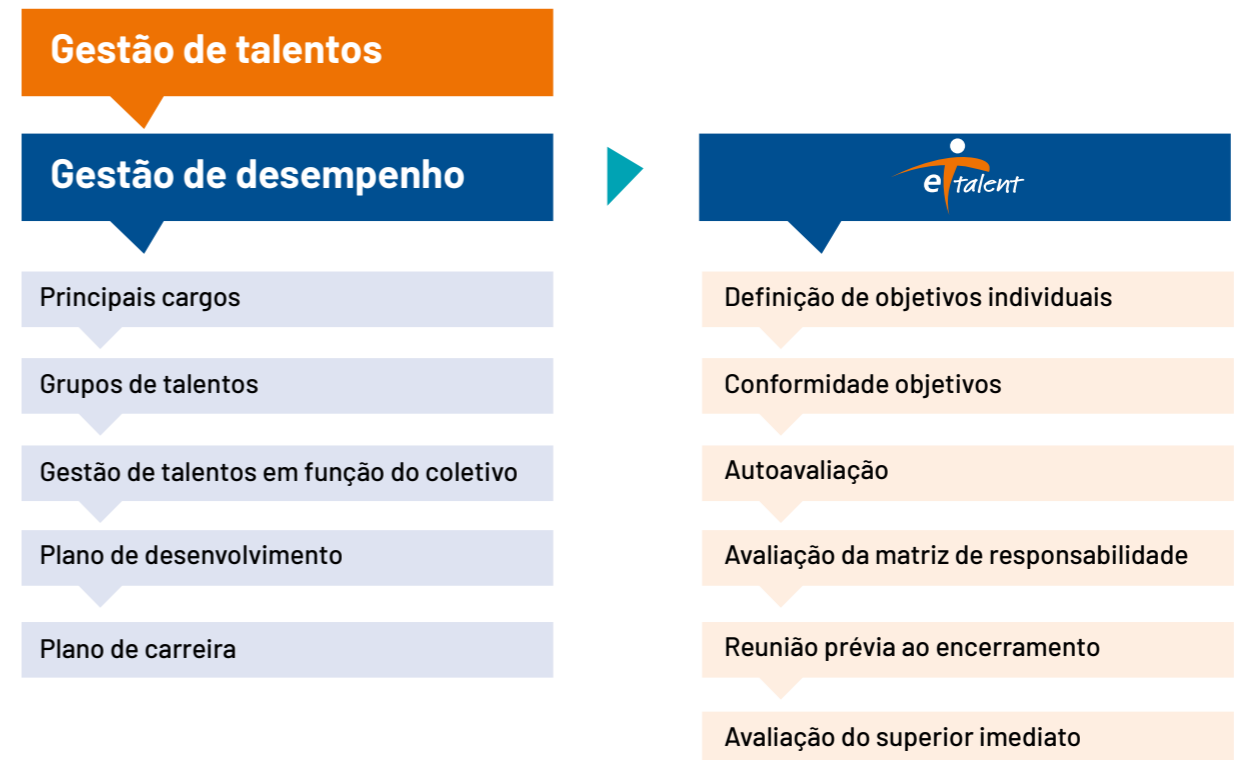 Gestão de talentos
Gestão de desempenho
Principais cargos
Grupos de talentos
Gestão de talentos em função do coletivo
Plano de desenvolvimento
Plano de carreira
e talent
Definição de objetivos individuais
Conformidade objetivos
Autoavaliação
Avaliação da matriz de responsabilidade
Reunião prévia ao encerramento
Avaliação do superior imediato